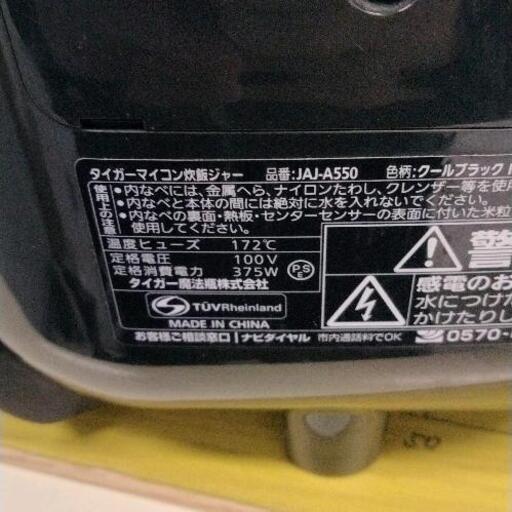 タイガーマイコン炊飯ジャー 品番:JAJ-A550 色柄:クールブラック
使用上の注意
・内なべには、金属へら、ナイロンたわし、クレンザー等を使
・内なべと本体の間には絶対に水を入れないでください。
・内なべの裏面・熱板・センターセンサーの表面に付いた米粒
使用してください。
温度ヒューズ 172℃
定格電圧 100V
定格消費電力 375W PSE
タイガー魔法瓶株式会社
TÜVRheinland
MADE IN CHINA
お客様ご相談窓口 ナビダイヤル 市内通話料でOK 0570-
警
感電のお
水につけた
かけたりし